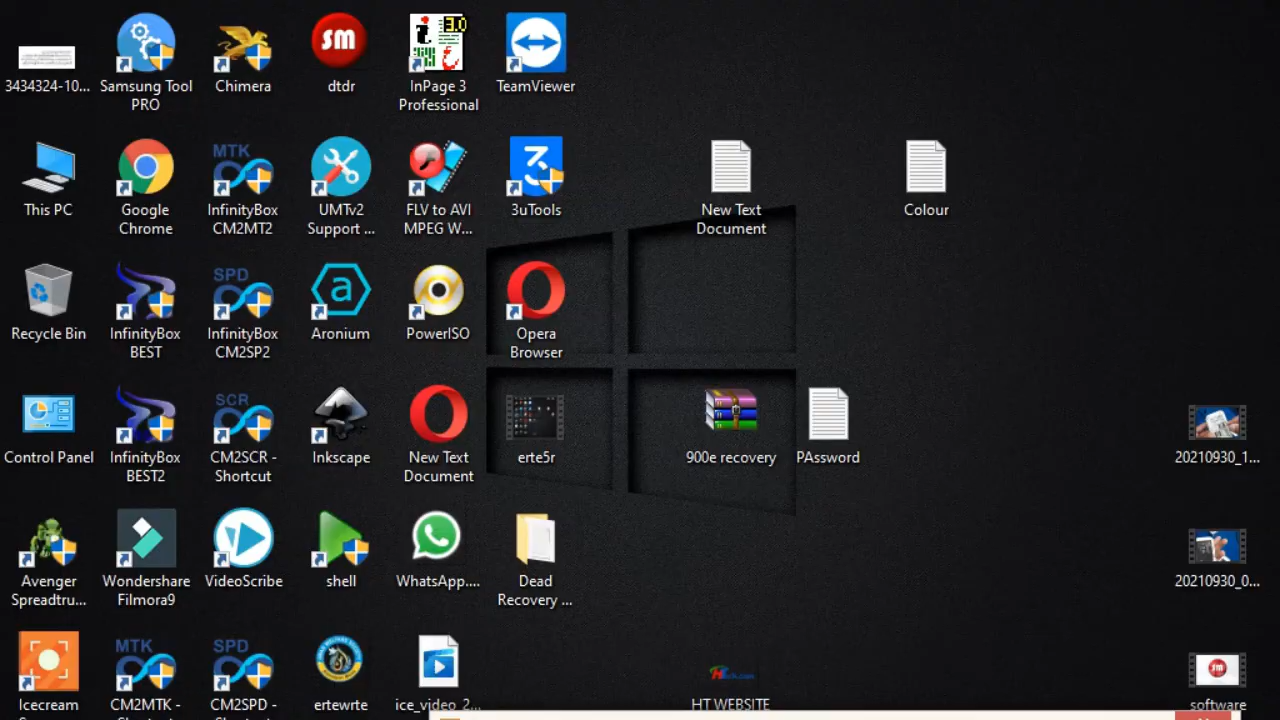 sm
3.0
3434324-10...
Samsung Tool
PRO
Chimera
dtdr
InPage 3
Professional
TeamViewer
MTK
This PC
Google
Chrome
InfinityBox
CM2MT2
UMTv2
Support ...
FLV to AVI
MPEG W...
3uTools
New Text
Document
Colour
SPD
a
Recycle Bin
InfinityBox
BEST
InfinityBox
CM2SP2
Aronium
PowerISO
Opera
Browser
SCR
Control Panel
InfinityBox
BEST2
CM2SCR -
Shortcut
Inkscape
New Text
Document
erte5r
900e recovery
PAssword
20210930_1...
Avenger
Spreadtru...
Wondershare
Filmora9
VideoScribe
shell
WhatsApp....
Dead
Recovery ...
20210930_0...
MTK
SPD
sm
Icecream
CM2MTK -
CM2SPD -
ertewrte
ice_video_2...
HT WEBSITE
software